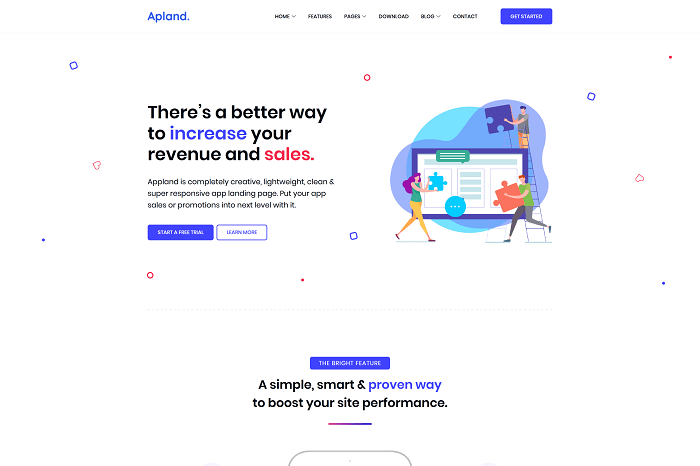 Apland.
HOME FEATURES PAGES DOWNLOAD BLOG CONTACT GET STARTED
There's a better way
to increase your
revenue and sales.
Appland is completely creative, lightweight, clean &
super responsive app landing page. Put your app
sales or promotions into next level with it.
START A FREE TRIAL LEARN MORE
THE BRIGHT FEATURE
A simple, smart & proven way
to boost your site performance.